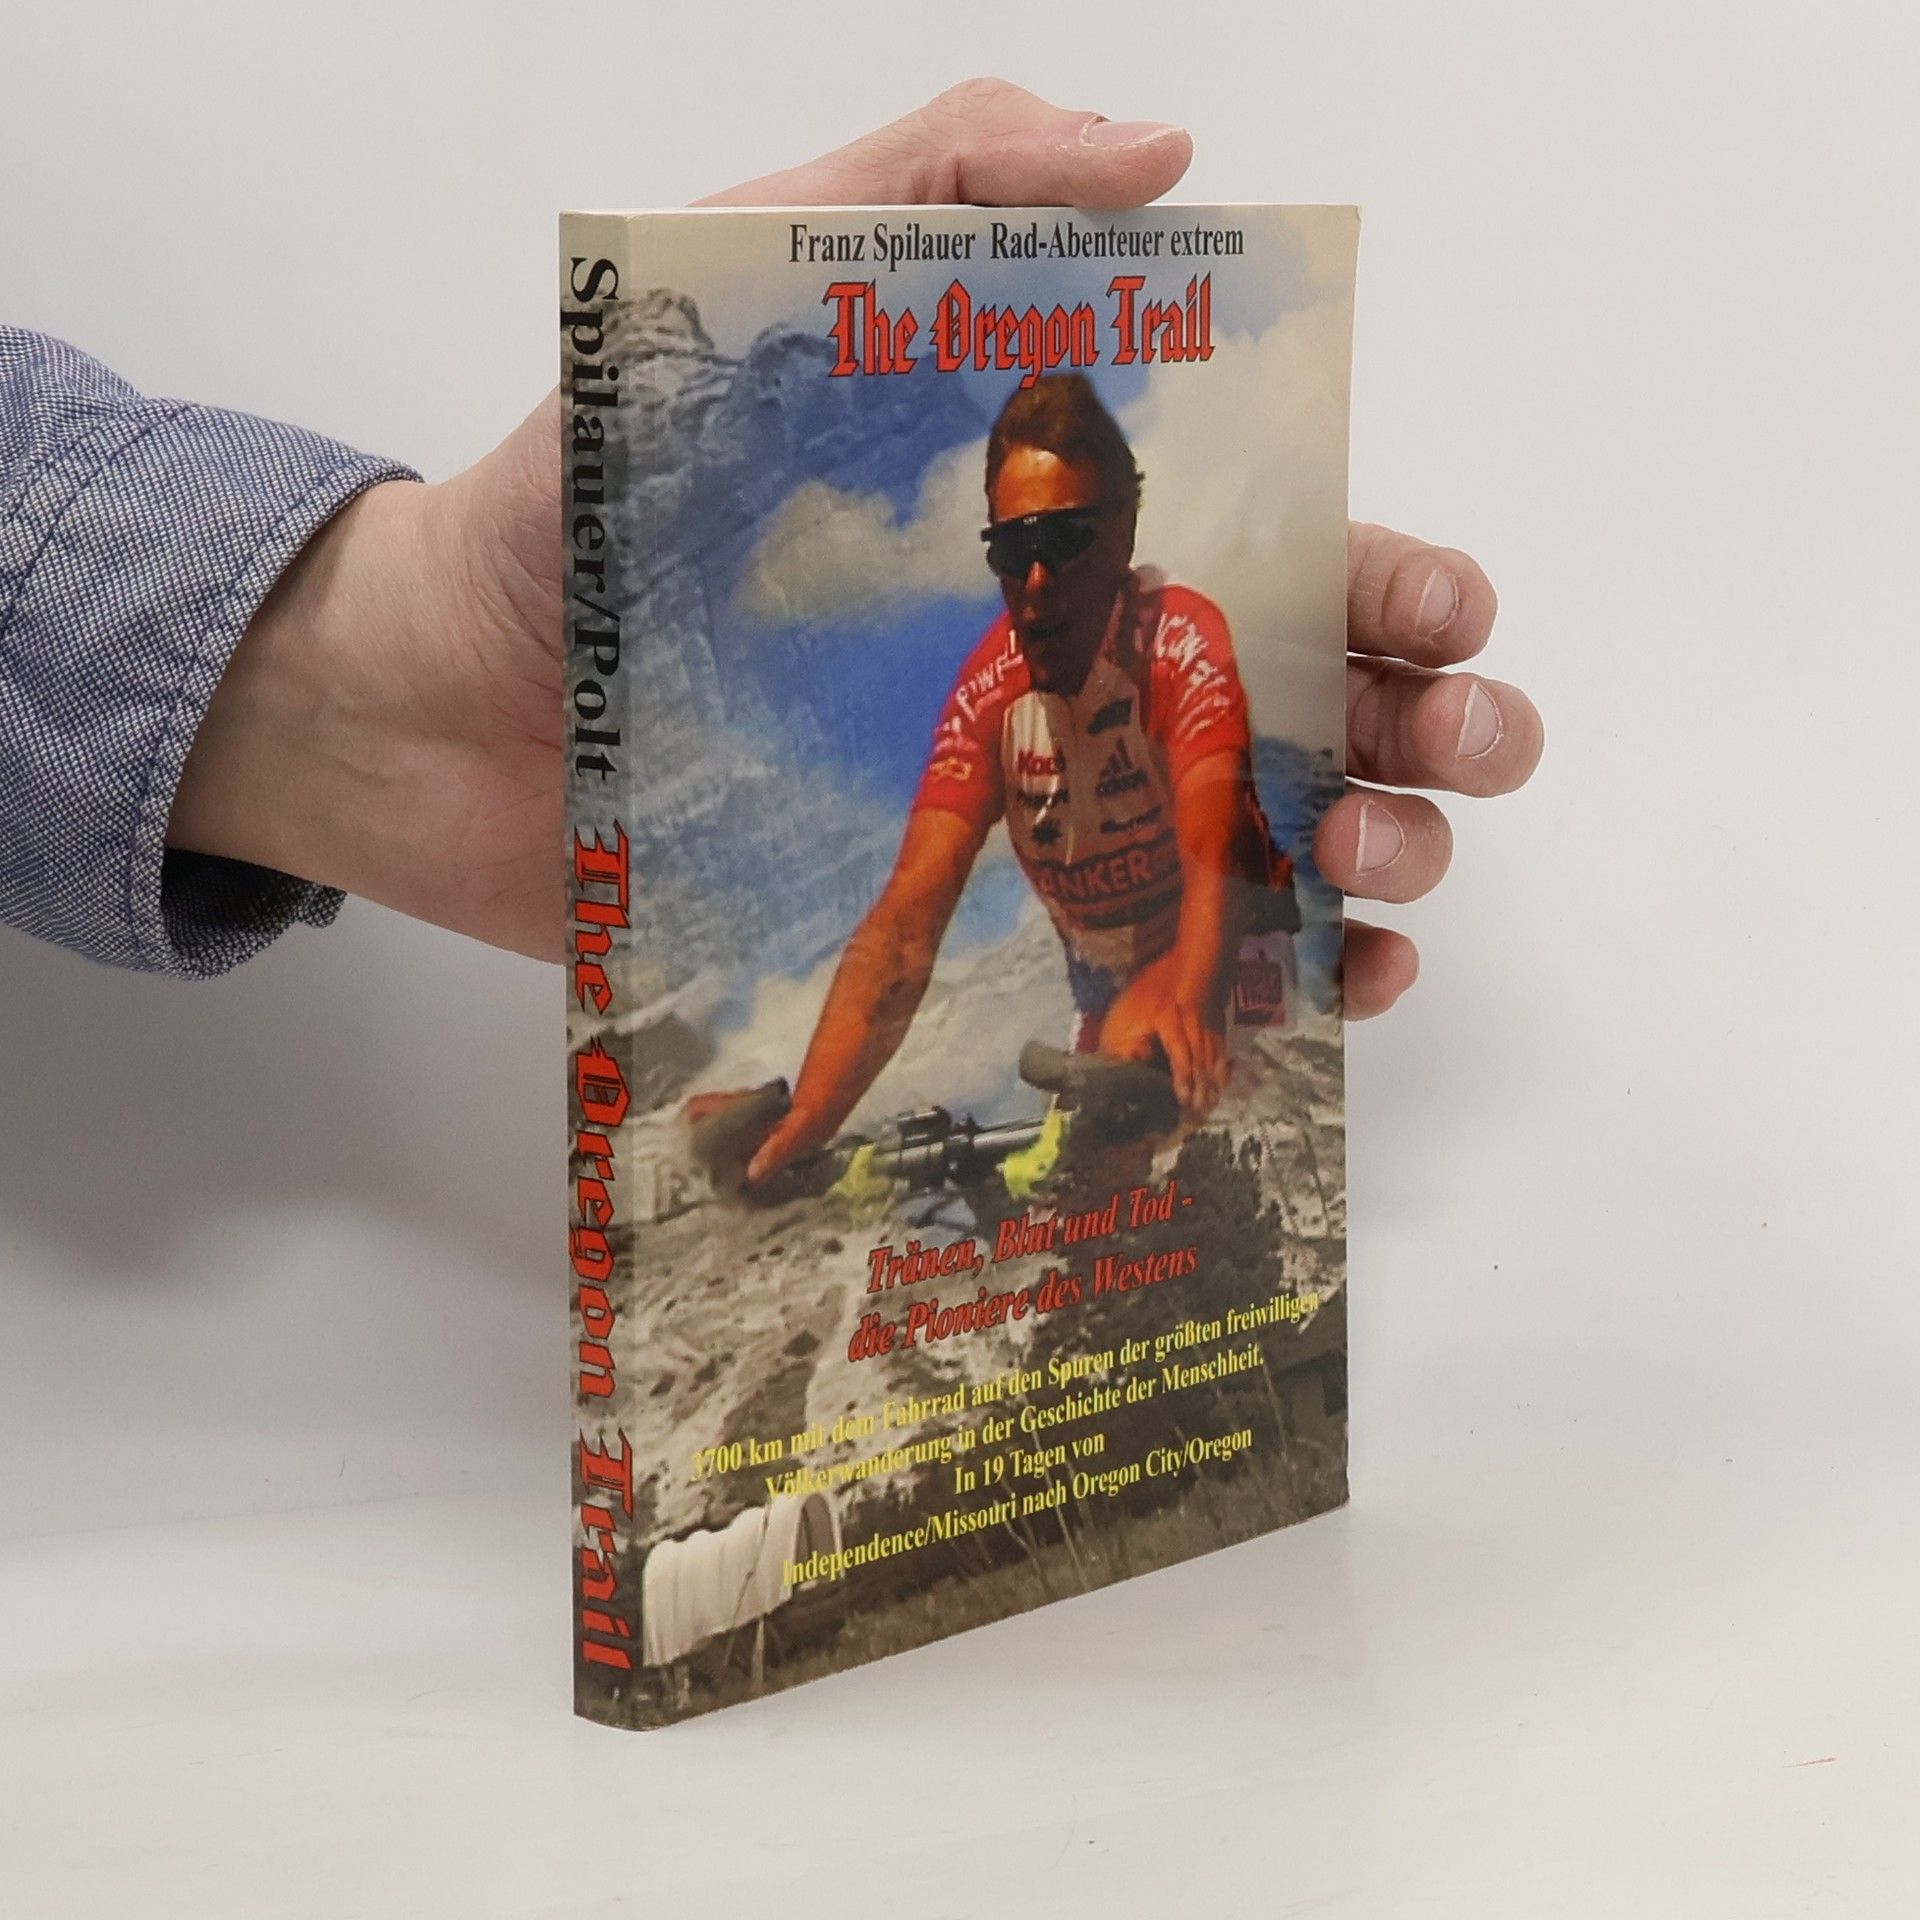 Franz Spilauer Rad-Abenteuer extrem
The Oregon Trail
Tränen, Blut und Tod -
die Pioniere des Westens
3700 km mit dem Fahrrad auf den Spuren der größten freiwilligen
Völkerwanderung in der Geschichte der Menschheit.
In 19 Tagen von
Independence/Missouri nach Oregon City/Oregon
Spilauer/Polt The Oregon Trail